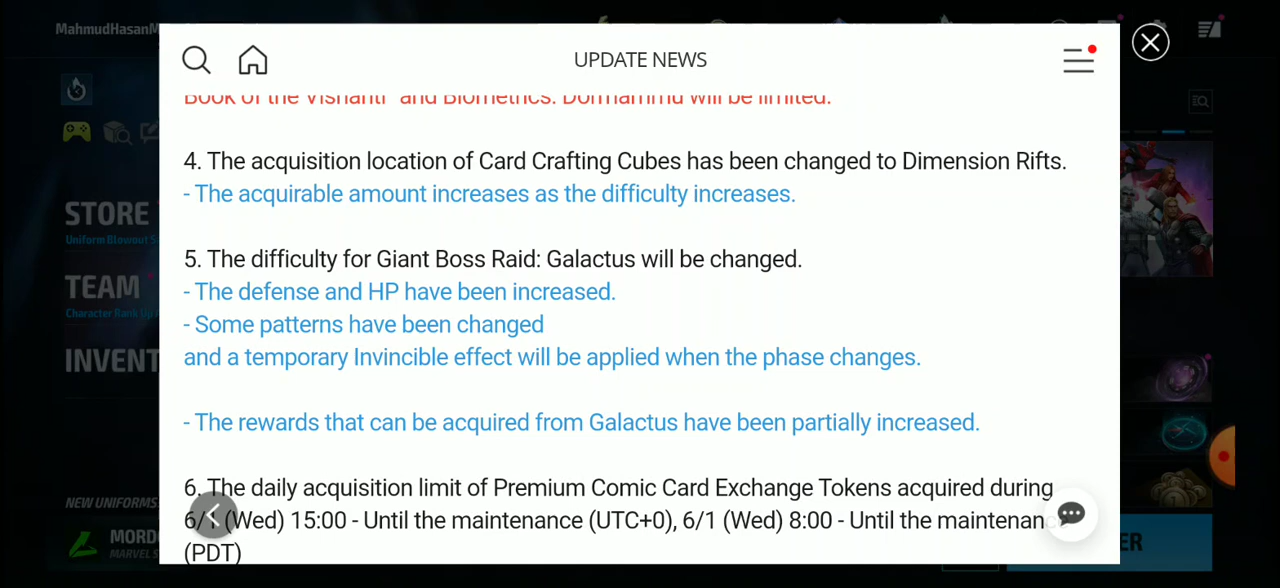 MahmudHasanM
UPDATE NEWS
Book of the Vishanti" and Biometrics: Dormammu will be limited.
4. The acquisition location of Card Crafting Cubes has been changed to Dimension Rifts.
- The acquirable amount increases as the difficulty increases.
5. The difficulty for Giant Boss Raid: Galactus will be changed.
- The defense and HP have been increased.
- Some patterns have been changed
and a temporary Invincible effect will be applied when the phase changes.
- The rewards that can be acquired from Galactus have been partially increased.
6. The daily acquisition limit of Premium Comic Card Exchange Tokens acquired during
6/1 (Wed) 15:00 - Until the maintenance (UTC+0), 6/1 (Wed) 8:00 - Until the maintenanc
(PDT)
STORE
Uniform Blowout S
TEAM
Character Rank Up
INVENT
NEW UNIFORMS
MORD
MARVEL S
ER